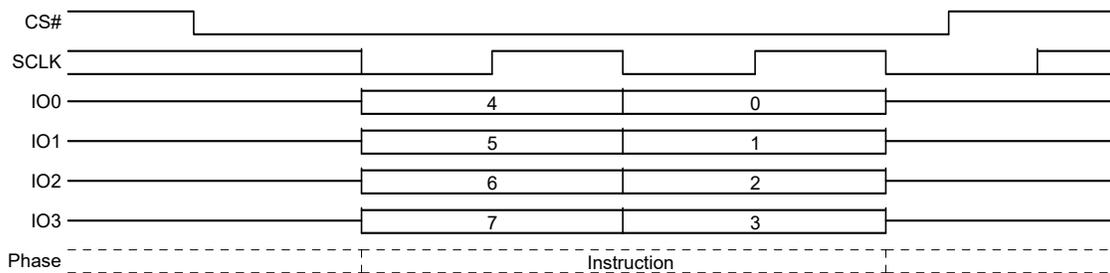 CS#
SCLK
IO0 4 0
IO1 5 1
IO2 6 2
IO3 7 3
Phase Instruction